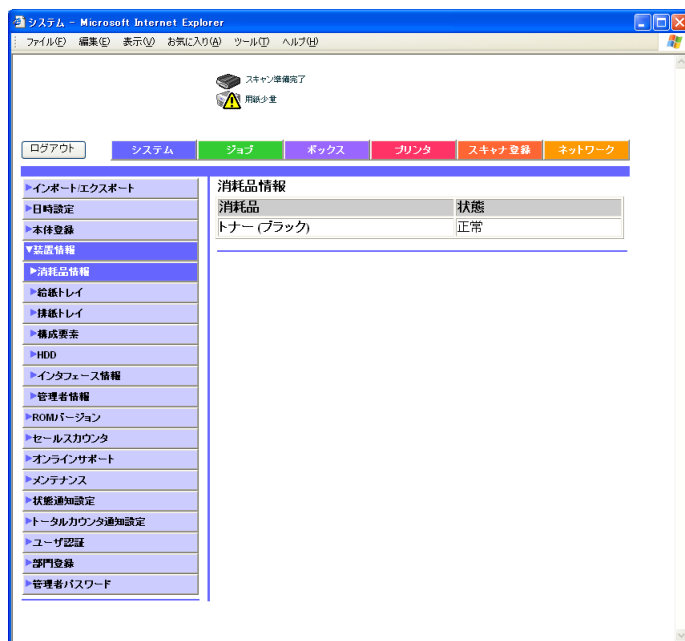 システム - Microsoft Internet Explorer
ファイル(F) 編集(E) 表示(V) お気に入り(A) ツール(T) ヘルプ(H)
スキャン準備完了
用紙少量
ログアウト システム ジョブ ボックス プリンタ スキャナ登録 ネットワーク
インポート/エクスポート
日時設定
本体登録
装置情報
消耗品情報
給紙トレイ
排紙トレイ
構成要素
HDD
インタフェース情報
管理者情報
ROMバージョン
セールスカウンタ
オンラインサポート
メンテナンス
状態通知設定
トータルカウンタ通知設定
ユーザ認証
部門登録
管理者パスワード
消耗品情報
消耗品 状態
トナー (ブラック) 正常